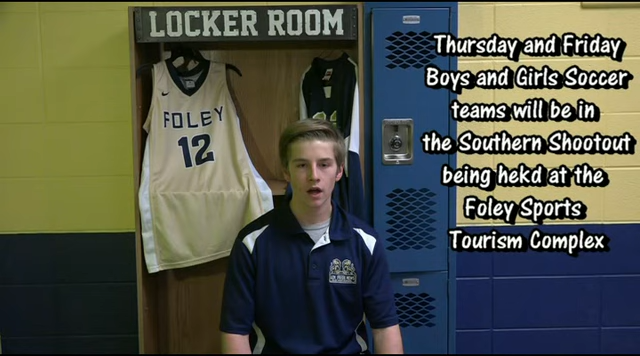 LOCKER ROOM
FOLEY
12
Thursday and Friday
Boys and Girls Soccer
teams will be in
the Southern Shootout
being hekd at the
Foley Sports
Tourism Complex